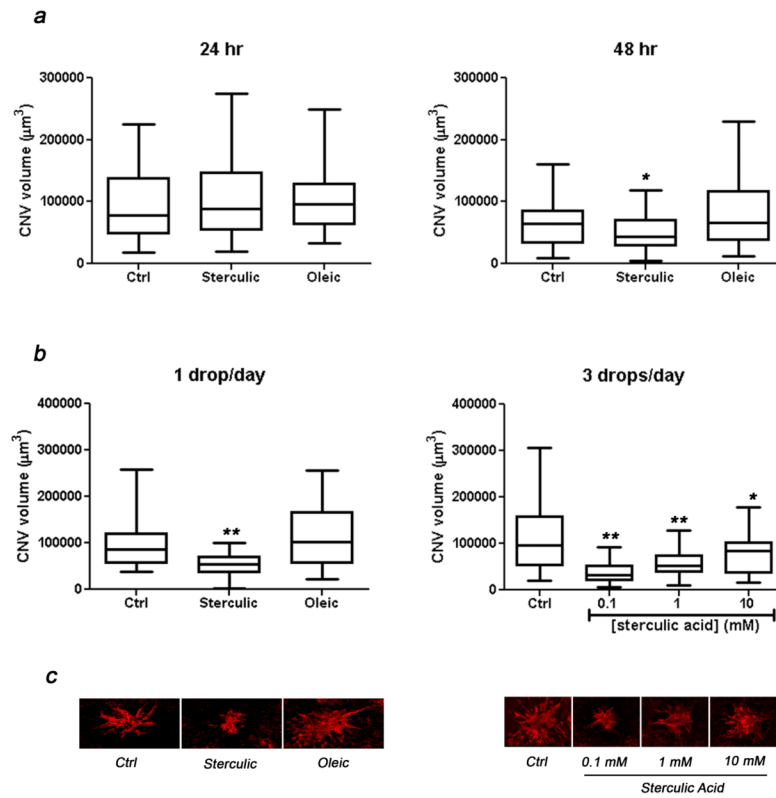 a
24 hr
48 hr
CNV volume (μm³)
300000
200000
100000
0
Ctrl
Sterculic
Oleic
CNV volume (μm³)
300000
200000
100000
0
*
Ctrl
Sterculic
Oleic
b
1 drop/day
3 drops/day
CNV volume (μm³)
400000
300000
200000
100000
0
**
Ctrl
Sterculic
Oleic
CNV volume (μm³)
400000
300000
200000
100000
0
**
**
*
Ctrl
0.1
1
10
[sterculic acid] (mM)
c
Ctrl
Sterculic
Oleic
Ctrl
0.1 mM
1 mM
10 mM
Sterculic Acid